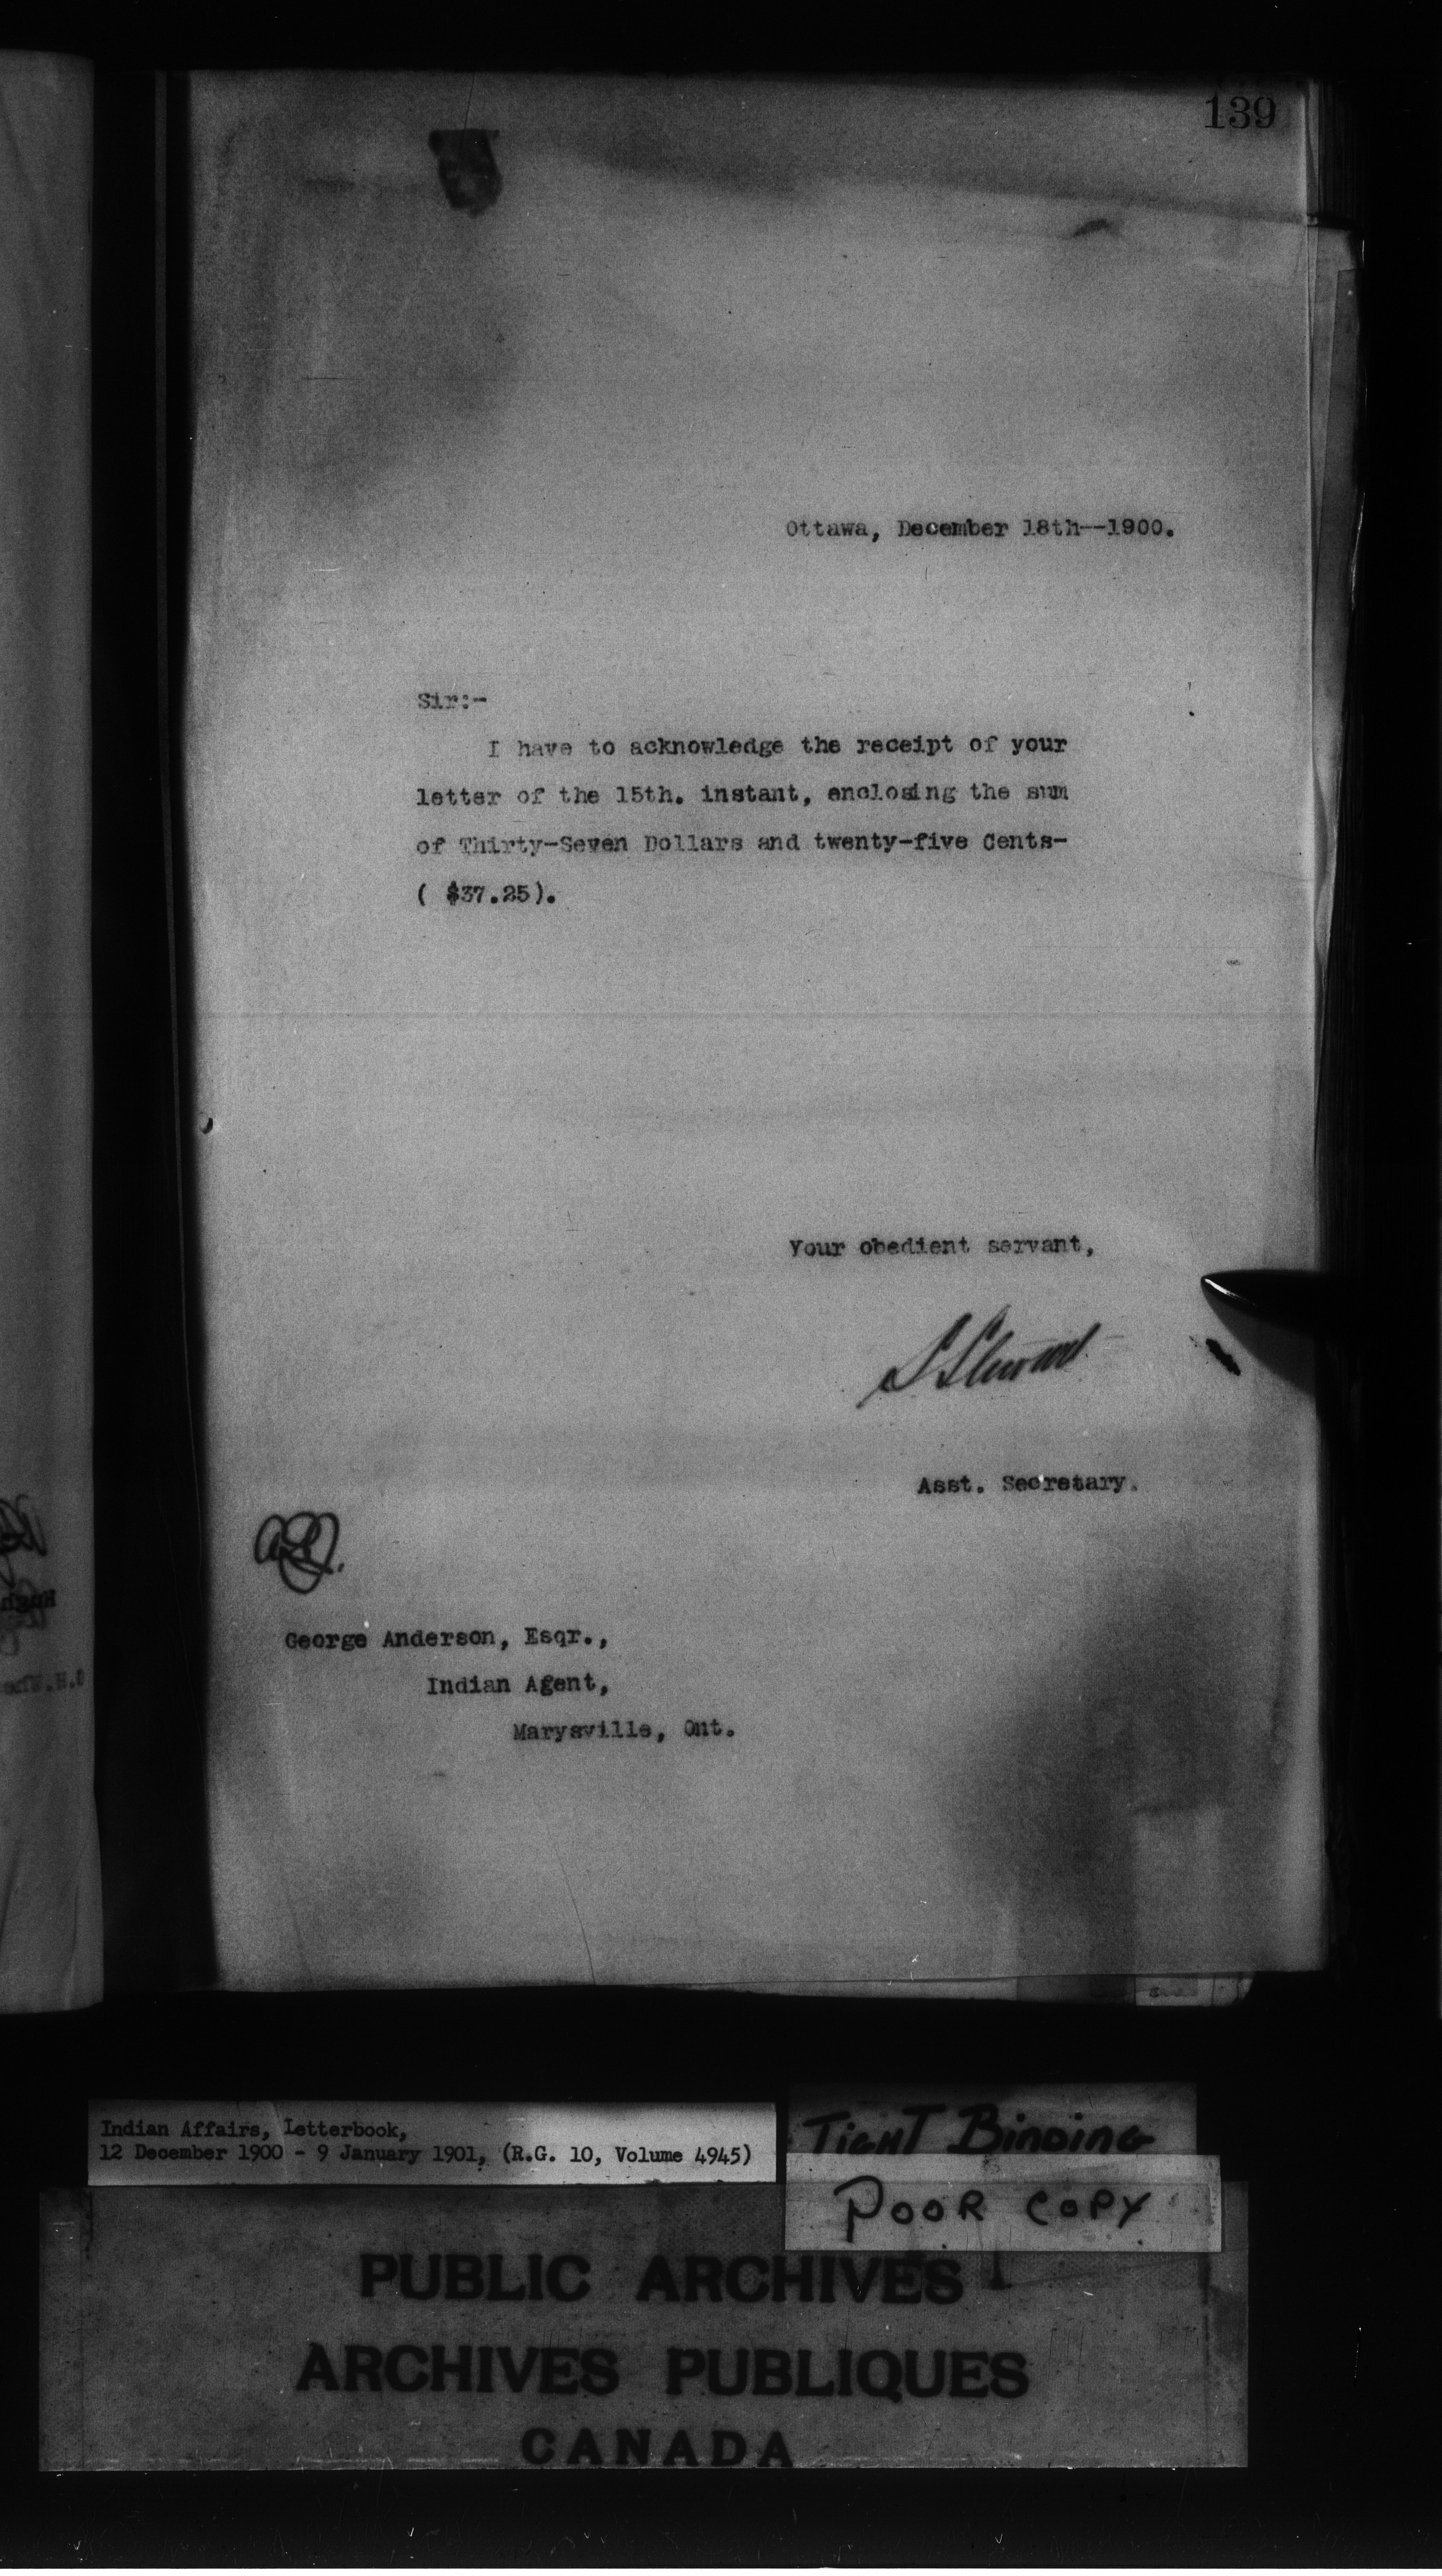 139
Ottawa, December 18th--1900.
Sir:-
I have to acknowledge the receipt of your
letter of the 15th. instant, enclosing the sum
of Thirty-Seven Dollars and twenty-five Cents-
( $37.25).
Your obedient servant,
S Stewart
Asst. Secretary.
George Anderson, Esqr.,
Indian Agent,
Marysville, Ont.
Indian Affairs, Letterbook,
12 December 1900 - 9 January 1901, (R.G. 10, Volume 4945)
TIGHT BINDING
POOR COPY
PUBLIC ARCHIVES
ARCHIVES PUBLIQUES
CANADA